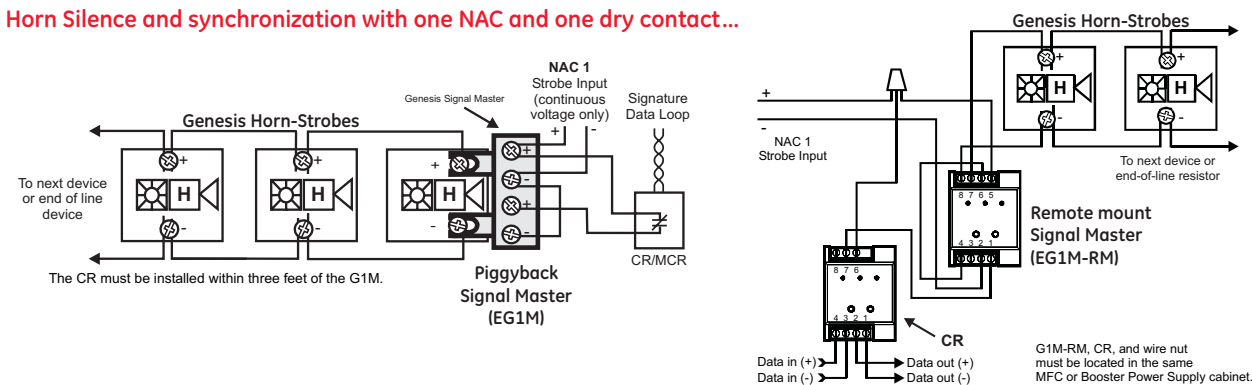 Horn Silence and synchronization with one NAC and one dry contact...
NAC 1
Strobe Input
(continuous
voltage only)
+ -
Genesis Signal Master
Signature
Data Loop
Genesis Horn-Strobes
+ + + +
H H H
-
+
- - - -
To next device
or end of line
device
CR/MCR
The CR must be installed within three feet of the G1M.
Piggyback
Signal Master
(EG1M)
Genesis Horn-Strobes
+ +
H H
- -
+
-
NAC 1
Strobe Input
To next device or
end-of-line resistor
8 7 6 5
4 3 2 1
Remote mount
Signal Master
(EG1M-RM)
8 7 6
4 3 2 1
CR
Data in (+)
Data out (+)
Data in (-)
Data out (-)
G1M-RM, CR, and wire nut
must be located in the same
MFC or Booster Power Supply cabinet.